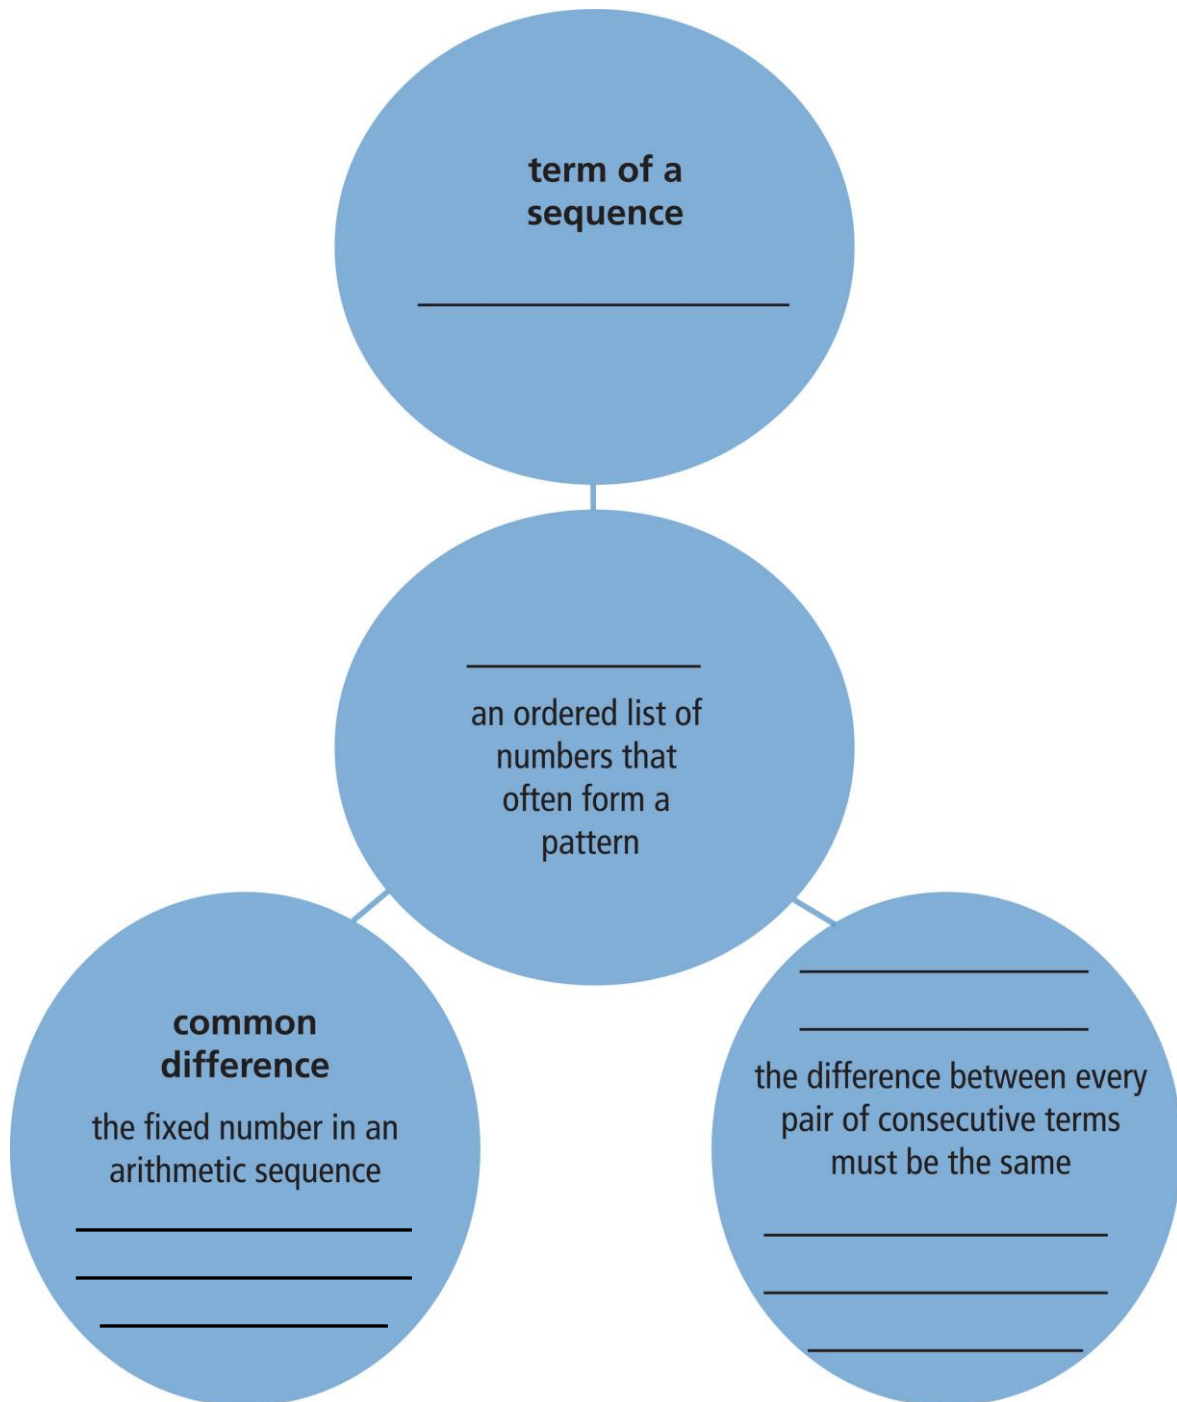 term of a
sequence
an ordered list of
numbers that
often form a
pattern
common
difference
the fixed number in an
arithmetic sequence
the difference between every
pair of consecutive terms
must be the same